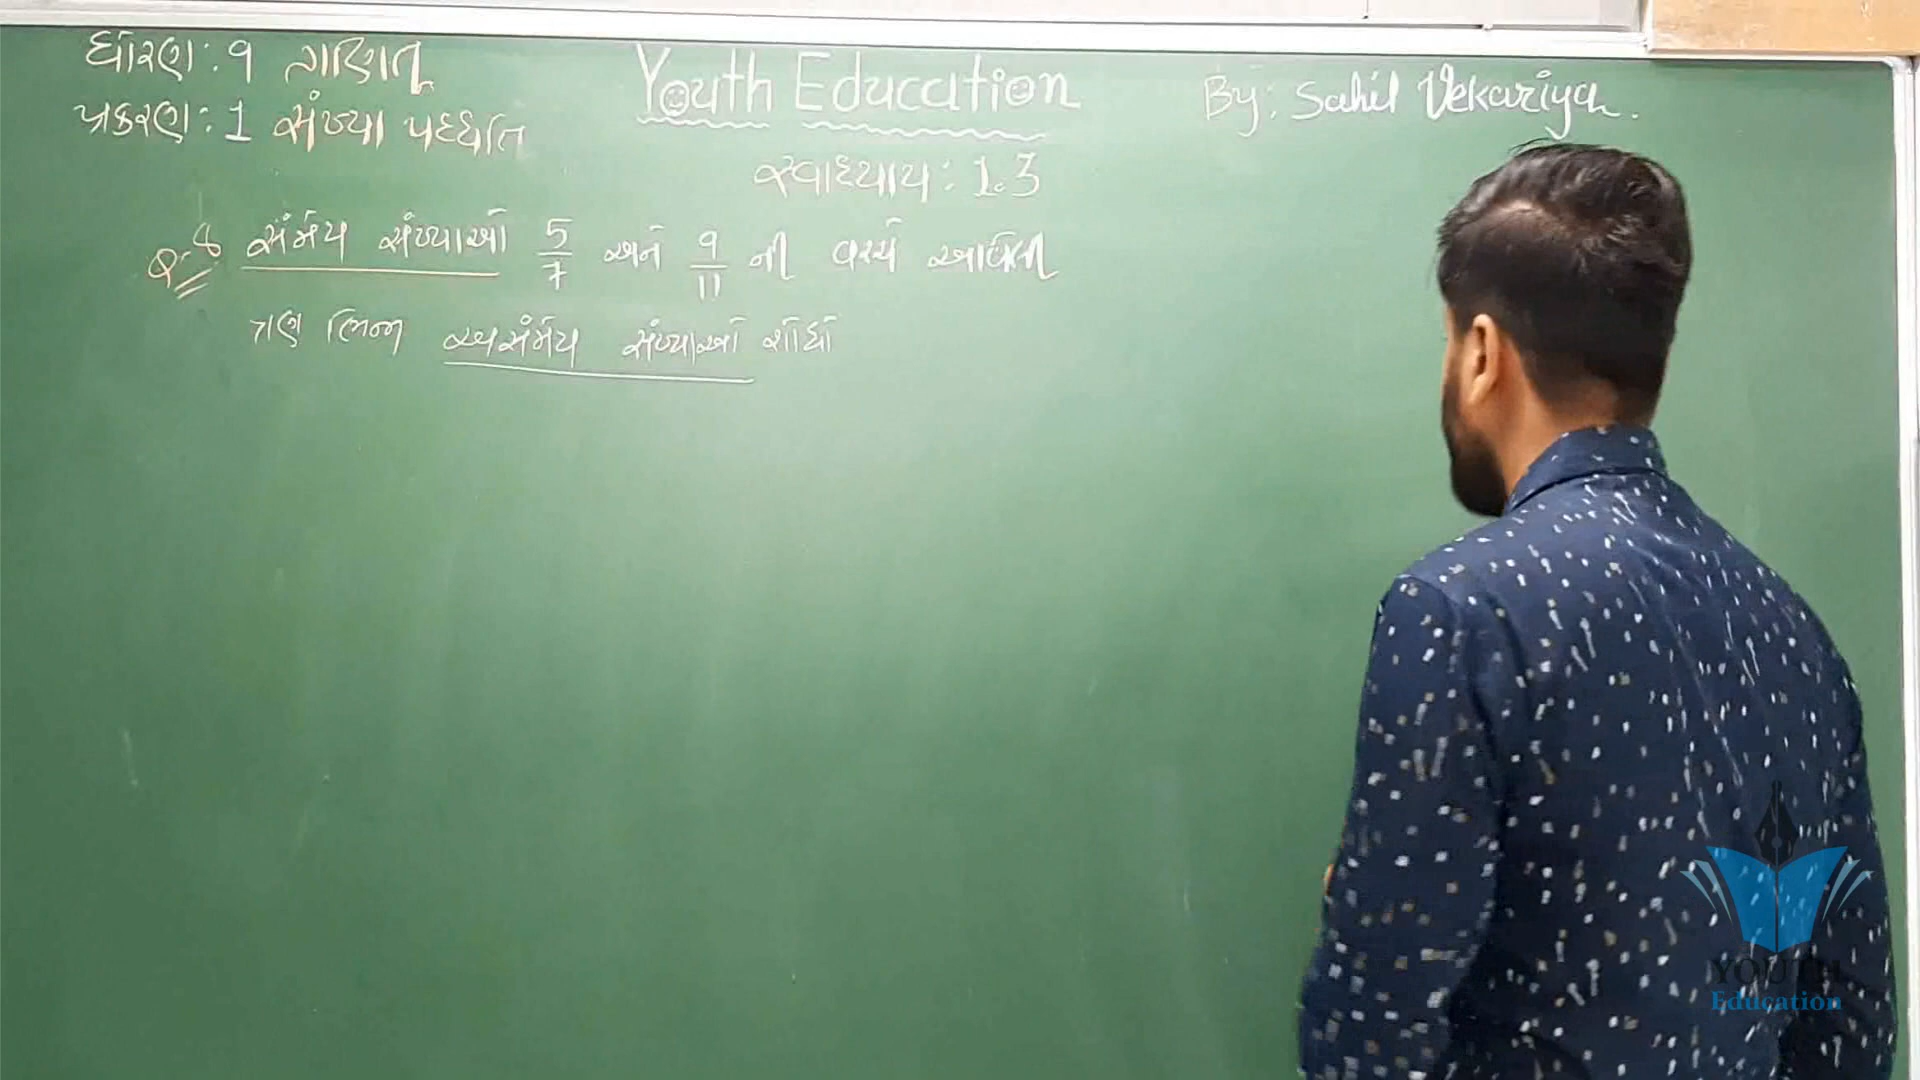 ધોરણ: 9 ગણિત
પ્રકરણ: 1 સંખ્યા પધ્ધતિ
Youth Education
By: Sahil Vekariya.
સ્વાધ્યાય: 1.3
Q-8 સંમેય સંખ્યાઓ 5/7 અને 9/11 ની વચ્ચે આવેલી
ત્રણ ભિન્ન અસંમેય સંખ્યાઓ શોધો
YOUTH
Education